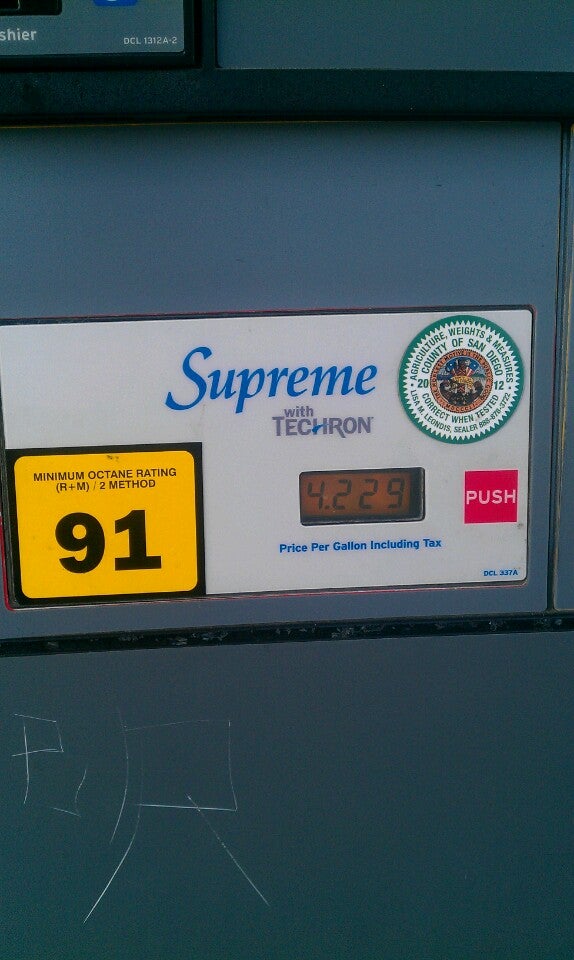 shier
DCL 1312A-2
Supreme
with
TECHRON
AGRICULTURE, WEIGHTS & MEASURES
COUNTY OF SAN DIEGO
20 12
CORRECT WHEN TESTED
MINIMUM OCTANE RATING
(R+M) / 2 METHOD
91
4.229
PUSH
Price Per Gallon Including Tax
DCL 337A